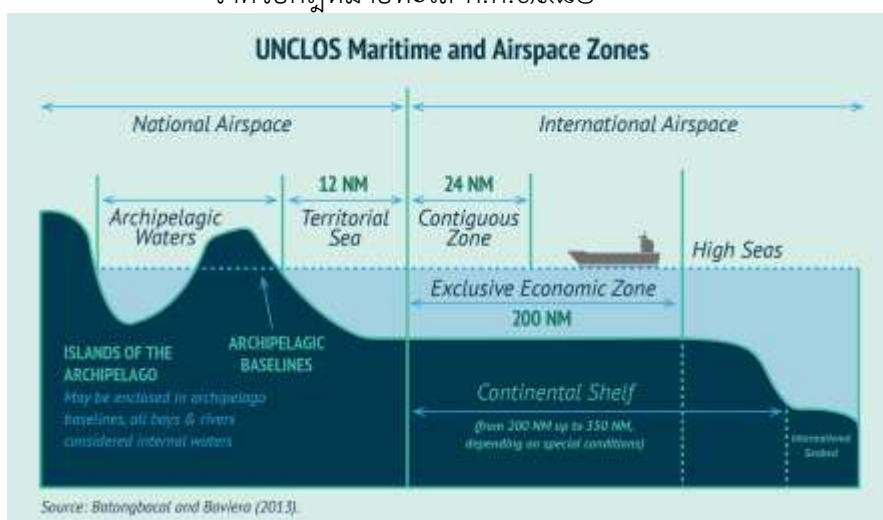 UNCLOS Maritime and Airspace Zones
National Airspace
International Airspace
12 NM
24 NM
Archipelagic
Waters
Territorial
Sea
Contiguous
Zone
High Seas
Exclusive Economic Zone
200 NM
ISLANDS OF THE
ARCHIPELAGO
ARCHIPELAGIC
BASELINES
May be enclosed in archipelago
baselines, all bays & rivers
considered internal waters
Continental Shelf
(from 200 NM up to 350 NM,
depending on special conditions)
International
Seabed
Source: Batongbacal and Baviera (2013).